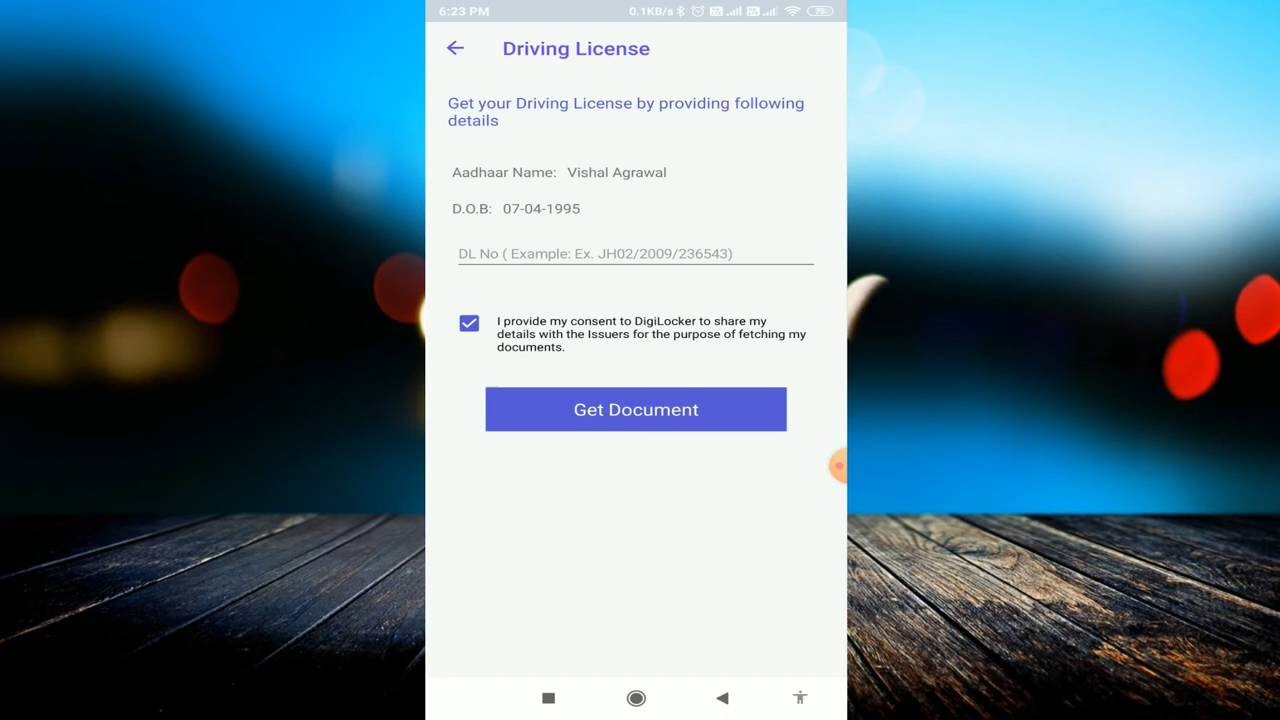 6:23 PM 0.1KB/s 70
Driving License
Get your Driving License by providing following
details
Aadhaar Name: Vishal Agrawal
D.O.B: 07-04-1995
DL No ( Example: Ex. JH02/2009/236543)
I provide my consent to DigiLocker to share my
details with the Issuers for the purpose of fetching my
documents.
Get Document